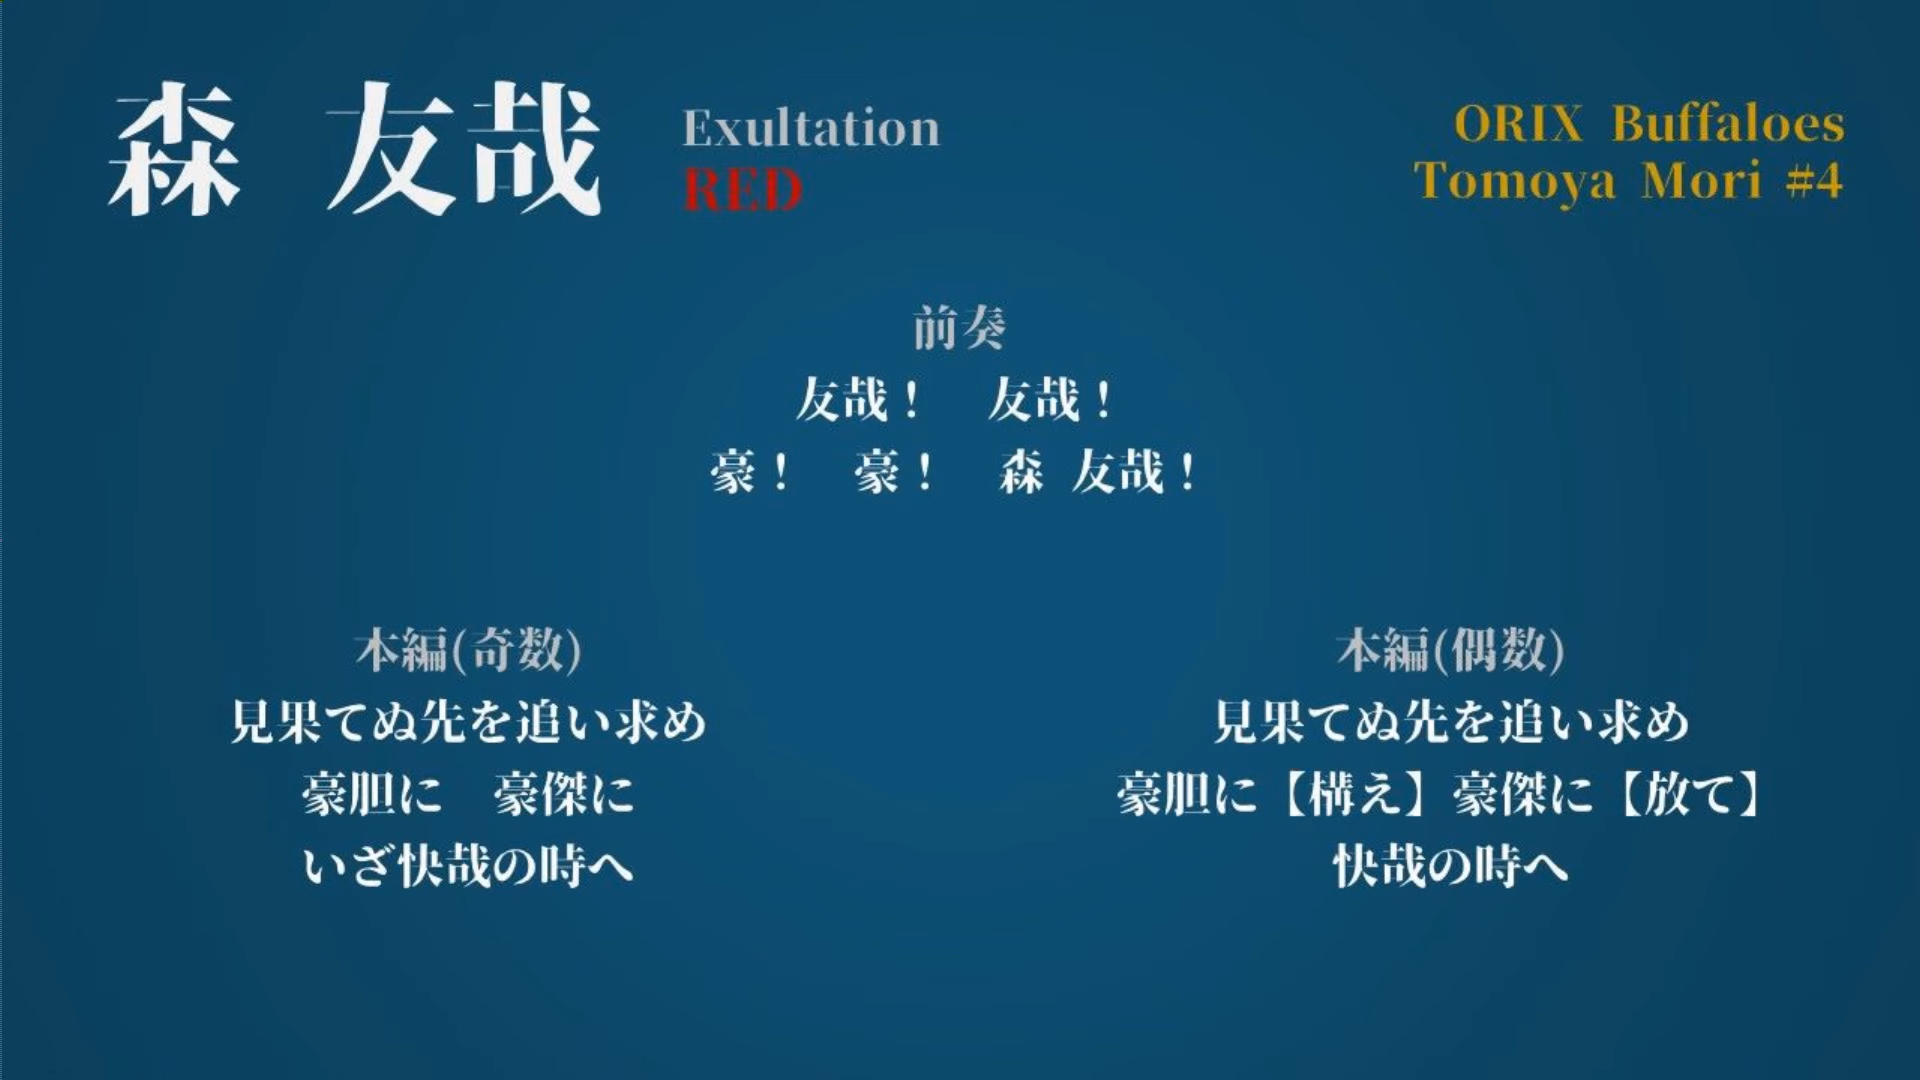 森 友哉
Exultation
RED
ORIX Buffaloes
Tomoya Mori #4
前奏
友哉！　友哉！
豪！　豪！　森 友哉！
本編(奇数)
見果てぬ先を追い求め
豪胆に　豪傑に
いざ快哉の時へ
本編(偶数)
見果てぬ先を追い求め
豪胆に【構え】豪傑に【放て】
快哉の時へ